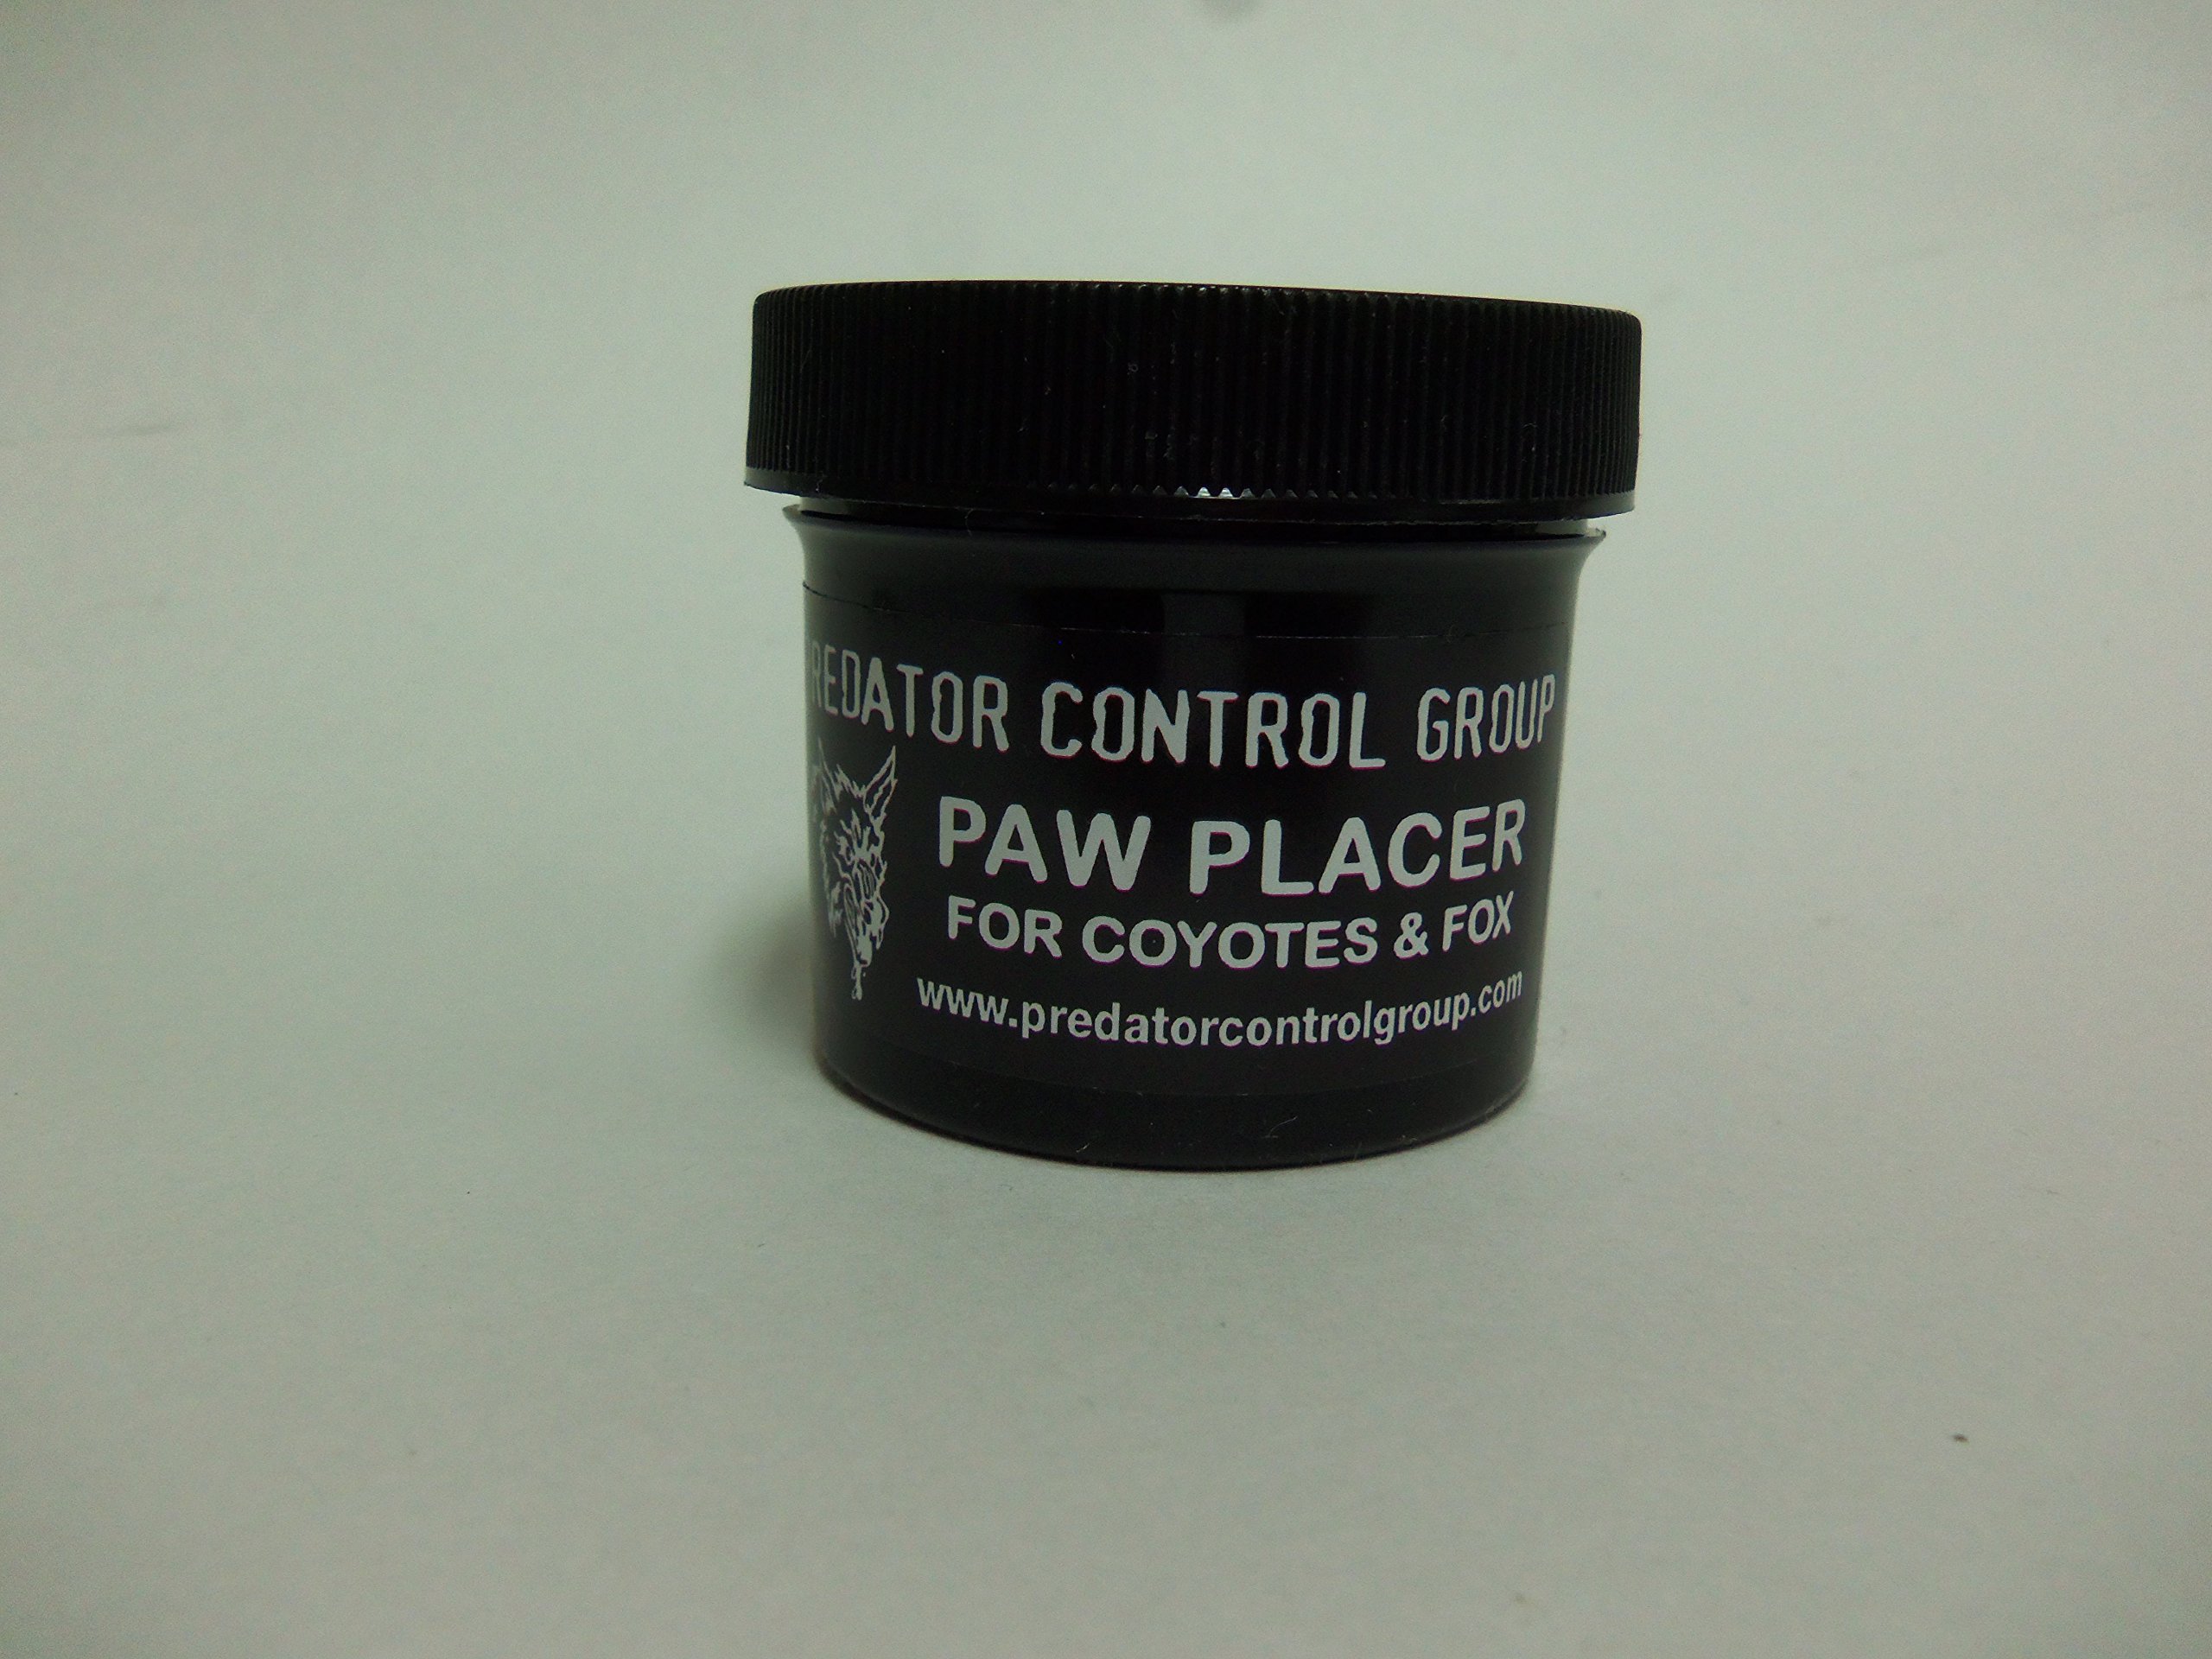 REDATOR CONTROL GROUP
PAW PLACER
FOR COYOTES & FOX
www.predatorcontrolgroup.com